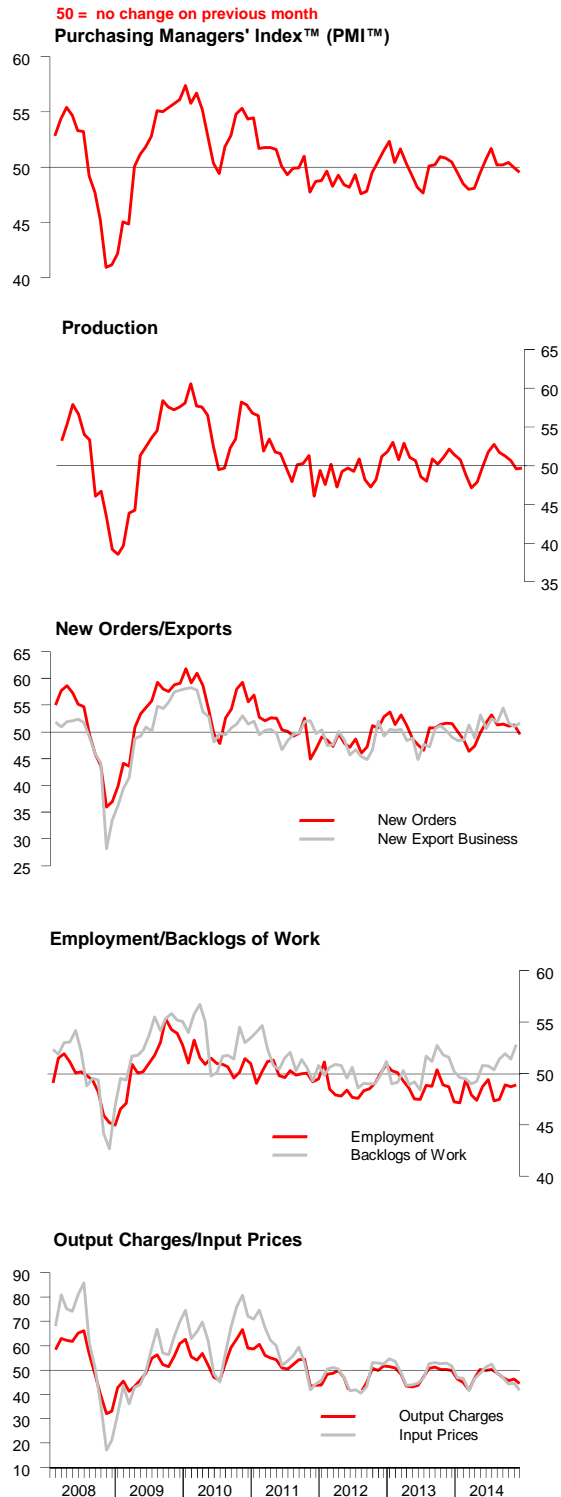 50 = no change on previous month
Purchasing Managers' Index™ (PMI™)
60
55
50
45
40
Production
65
60
55
50
45
40
35
New Orders/Exports
65
60
55
50
45
40
35
30
25
New Orders
New Export Business
Employment/Backlogs of Work
60
55
50
45
40
Employment
Backlogs of Work
Output Charges/Input Prices
90
80
70
60
50
40
30
20
10
Output Charges
Input Prices
2008 2009 2010 2011 2012 2013 2014